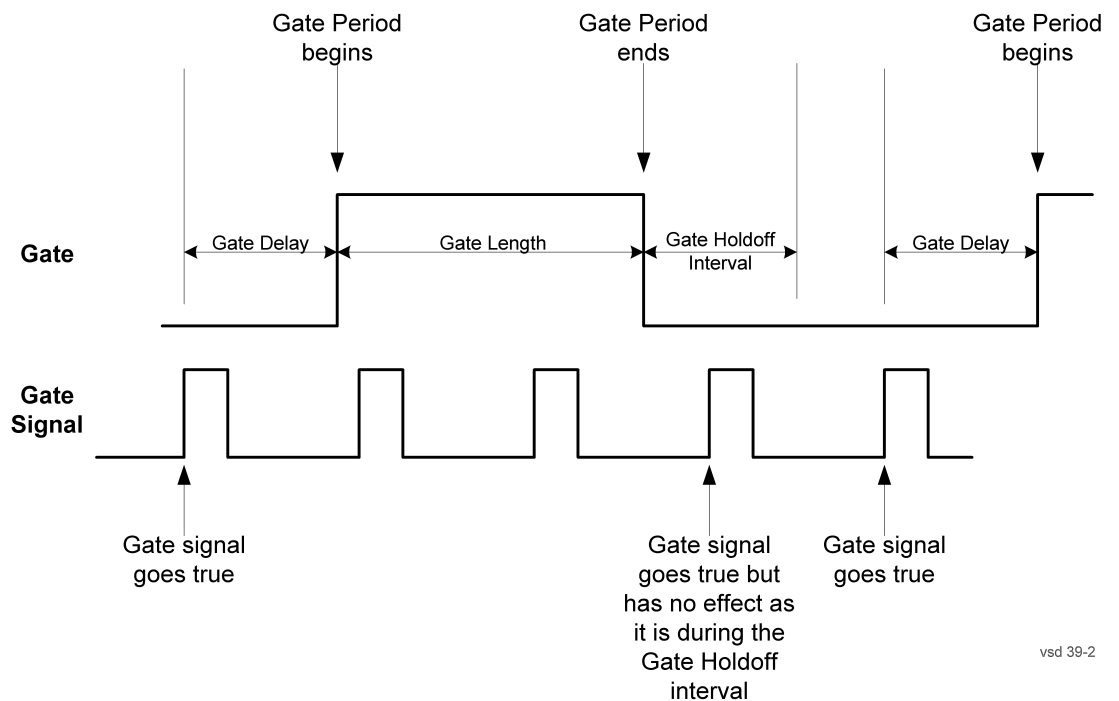 Gate Period
begins
Gate Period
ends
Gate Period
begins
Gate
Gate Delay
Gate Length
Gate Holdoff
Interval
Gate Delay
Gate
Signal
Gate signal
goes true
Gate signal
goes true but
has no effect as
it is during the
Gate Holdoff
interval
Gate signal
goes true
vsd 39-2